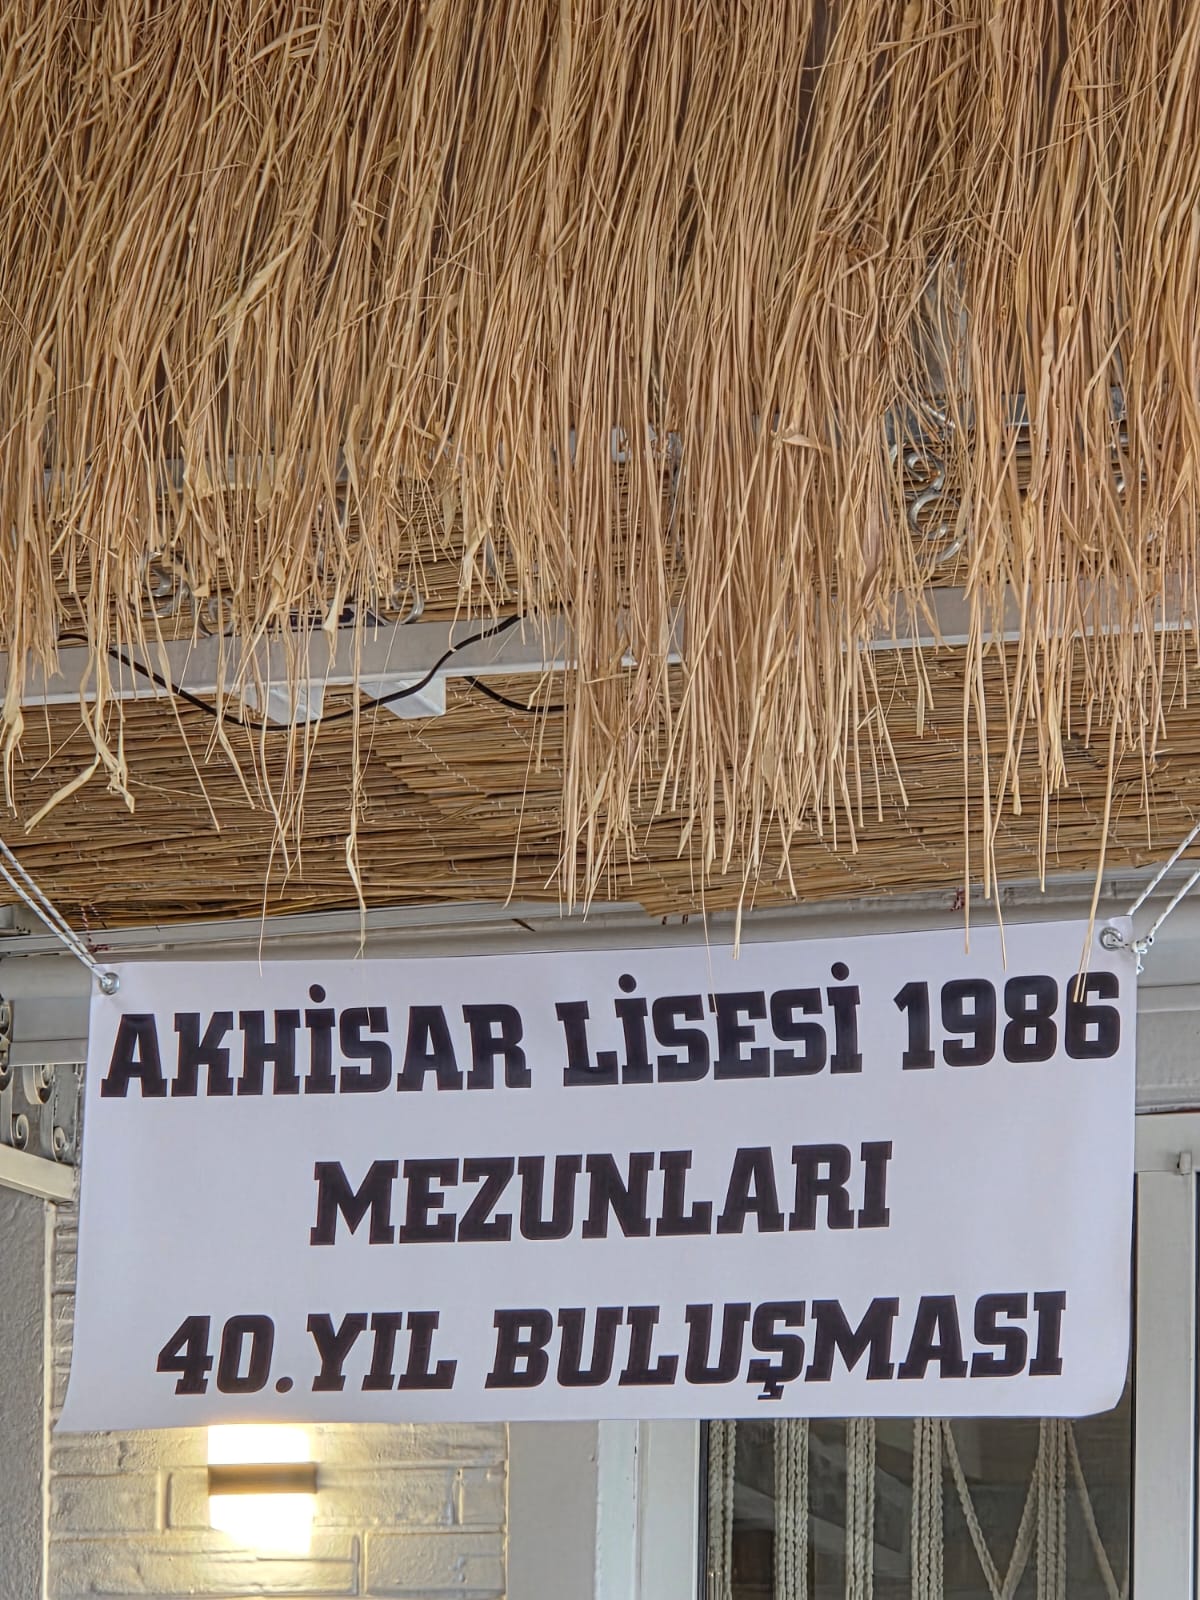 AKHİSAR LİSESİ 1986
MEZUNLARI
40.YIL BULUŞMASI